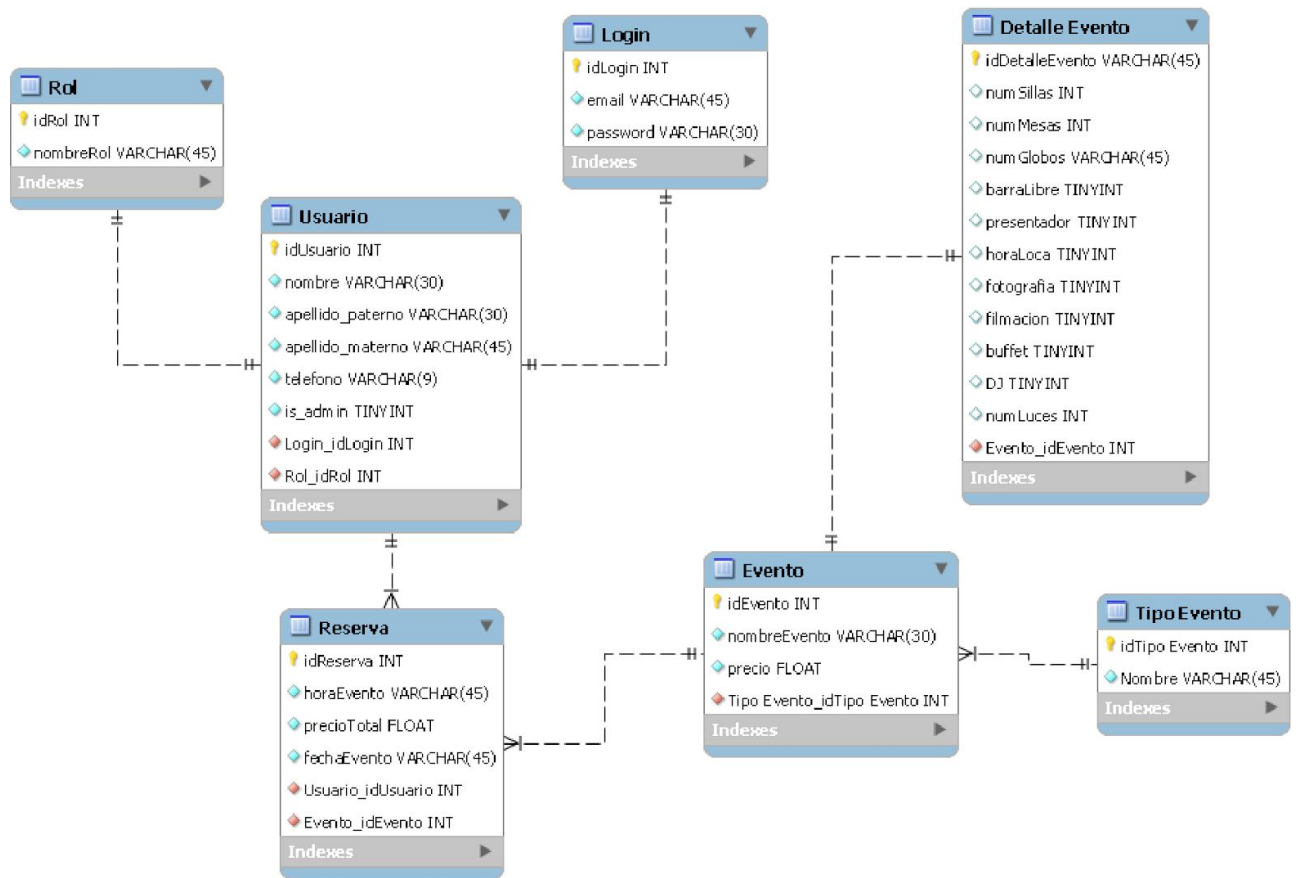 Rol
idRol INT
nombreRol VARCHAR(45)
Indexes
Login
idLogin INT
email VARCHAR(45)
password VARCHAR(30)
Indexes
Detalle Evento
idDetalleEvento VARCHAR(45)
numSillas INT
numMesas INT
numGlobos VARCHAR(45)
barraLibre TINYINT
presentador TINYINT
horaLoca TINYINT
fotografia TINYINT
filmacion TINYINT
buffet TINYINT
DJ TINYINT
numLuces INT
Evento_idEvento INT
Indexes
Usuario
idUsuario INT
nombre VARCHAR(30)
apellido_paterno VARCHAR(30)
apellido_materno VARCHAR(45)
telefono VARCHAR(9)
is_admin TINYINT
Login_idLogin INT
Rol_idRol INT
Indexes
Reserva
idReserva INT
horaEvento VARCHAR(45)
precioTotal FLOAT
fechaEvento VARCHAR(45)
Usuario_idUsuario INT
Evento_idEvento INT
Indexes
Evento
idEvento INT
nombreEvento VARCHAR(30)
precio FLOAT
Tipo Evento_idTipo Evento INT
Indexes
Tipo Evento
idTipo Evento INT
Nombre VARCHAR(45)
Indexes